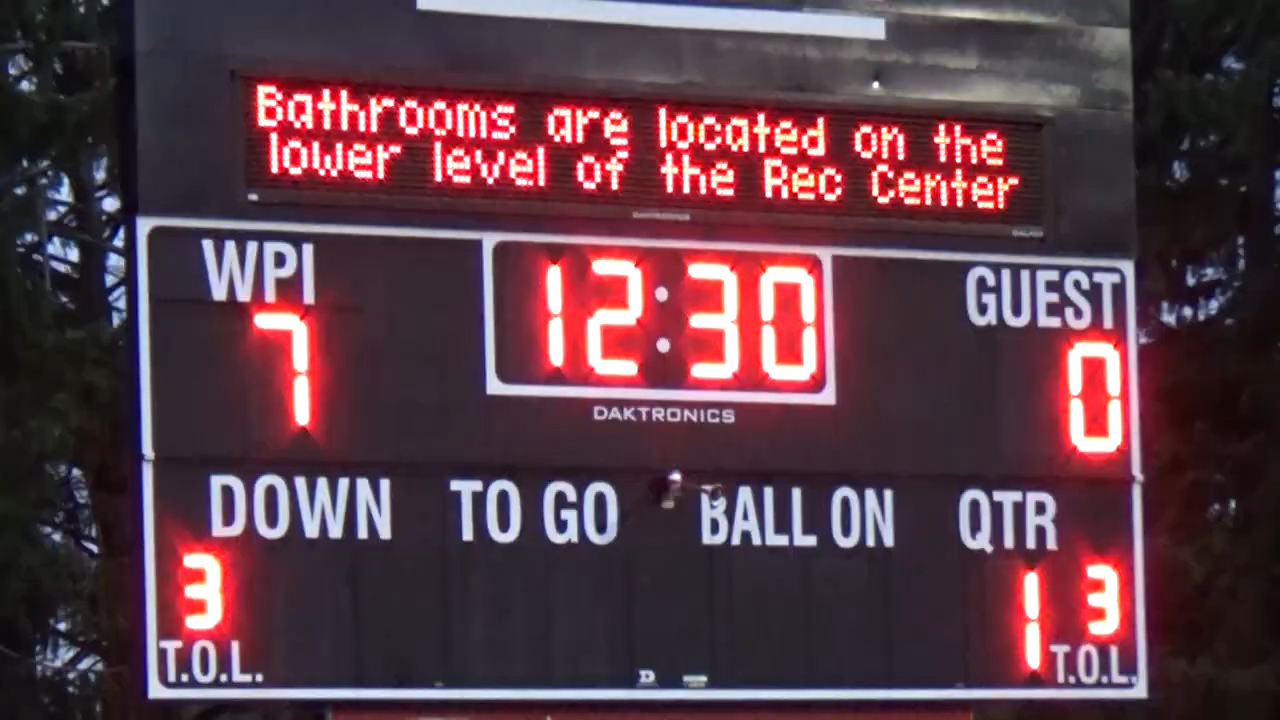 Bathrooms are located on the
lower level of the Rec Center
DAKTRONICS
WPI 12:30 GUEST
7 0
DAKTRONICS
DOWN TO GO BALL ON QTR
3 1 3
T.O.L. T.O.L.